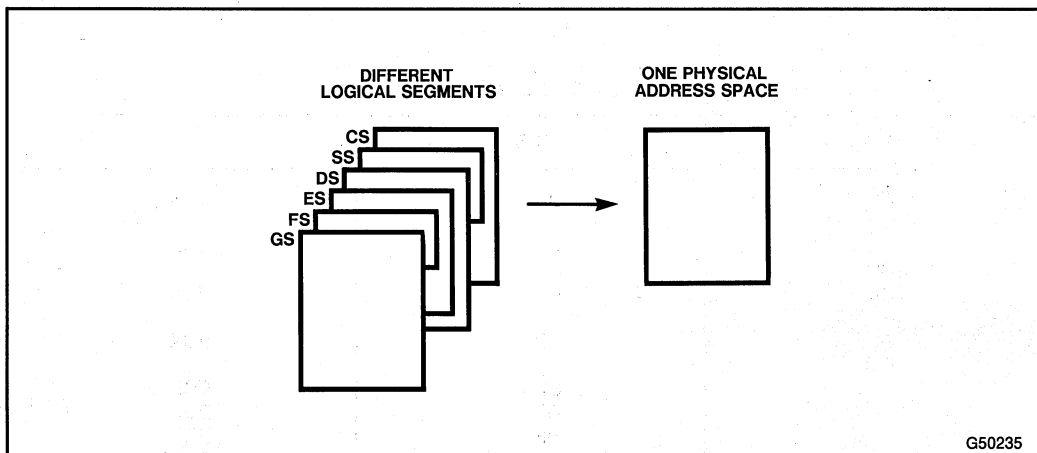 DIFFERENT
LOGICAL SEGMENTS
ONE PHYSICAL
ADDRESS SPACE
CS
SS
DS
ES
FS
GS
G50235